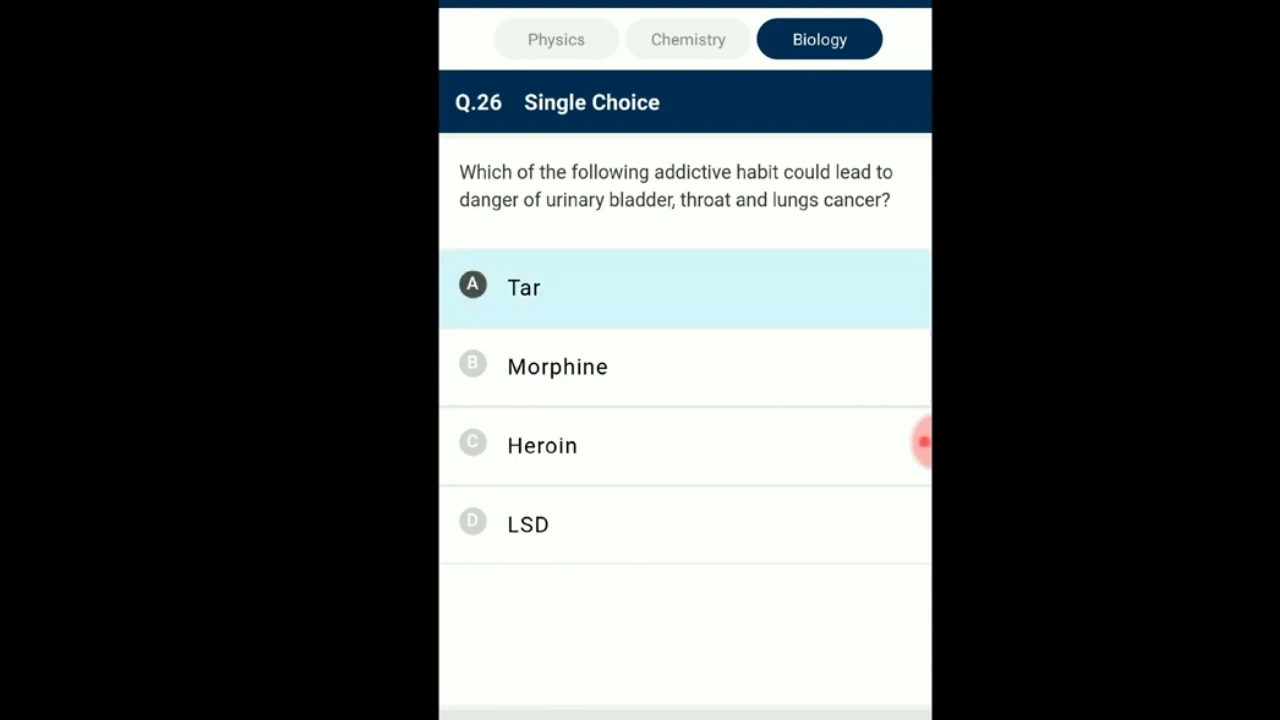 Physics Chemistry Biology
Q.26 Single Choice
Which of the following addictive habit could lead to
danger of urinary bladder, throat and lungs cancer?
A Tar
B Morphine
C Heroin
D LSD